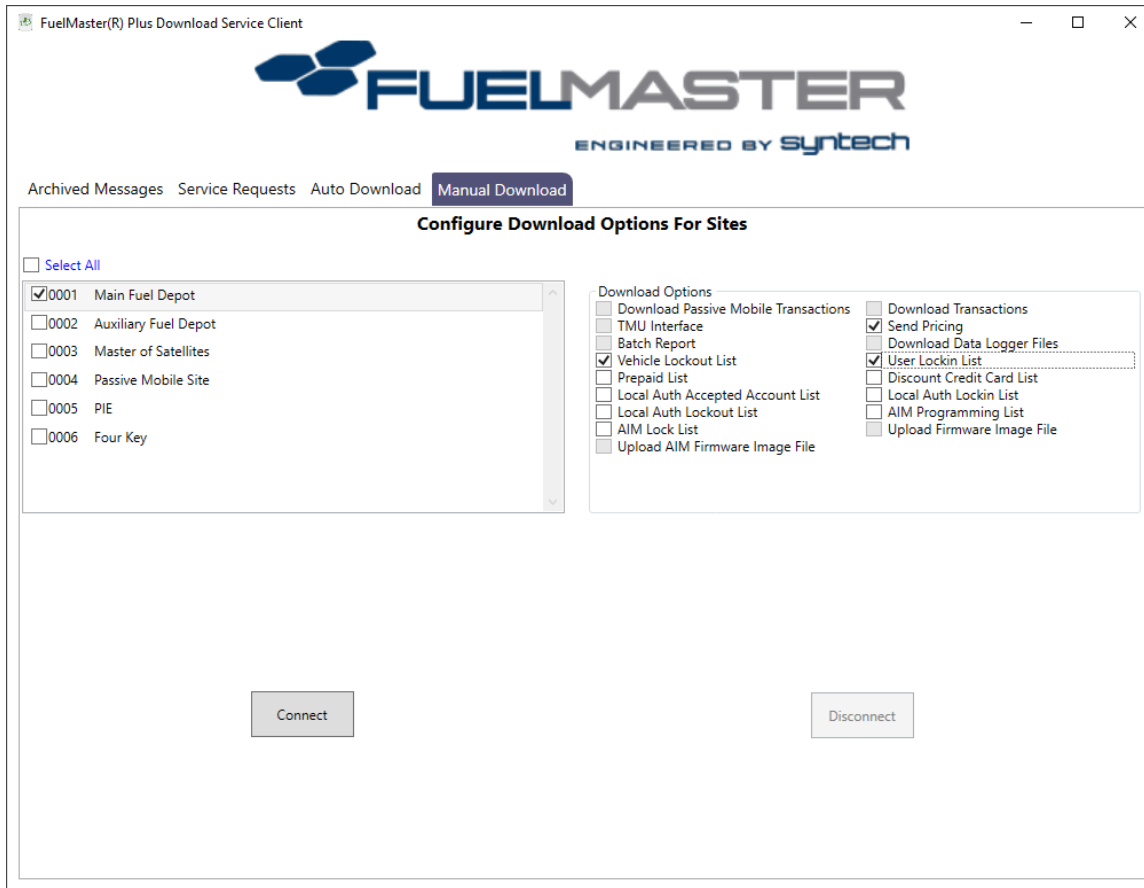 FuelMaster(R) Plus Download Service Client
FUELMASTER
ENGINEERED BY syntech
Archived Messages Service Requests Auto Download Manual Download
Configure Download Options For Sites
Select All
0001 Main Fuel Depot
0002 Auxiliary Fuel Depot
0003 Master of Satellites
0004 Passive Mobile Site
0005 PIE
0006 Four Key
Download Options
Download Passive Mobile Transactions Download Transactions
TMU Interface Send Pricing
Batch Report Download Data Logger Files
Vehicle Lockout List User Lockin List
Prepaid List Discount Credit Card List
Local Auth Accepted Account List Local Auth Lockin List
Local Auth Lockout List AIM Programming List
AIM Lock List Upload Firmware Image File
Upload AIM Firmware Image File
Connect Disconnect